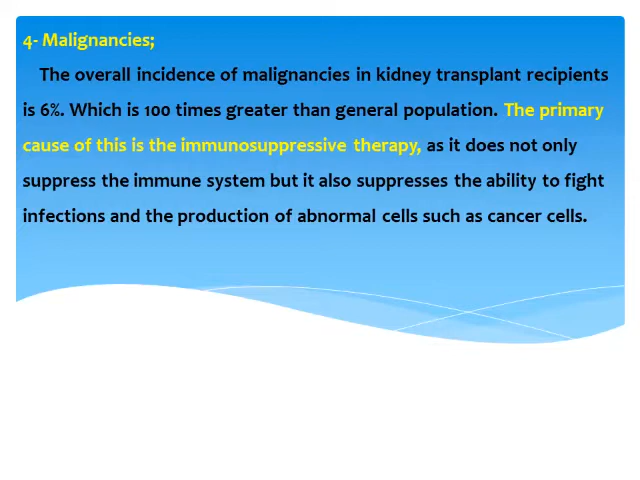 4- Malignancies;
The overall incidence of malignancies in kidney transplant recipients
is 6%. Which is 100 times greater than general population. The primary
cause of this is the immunosuppressive therapy, as it does not only
suppress the immune system but it also suppresses the ability to fight
infections and the production of abnormal cells such as cancer cells.